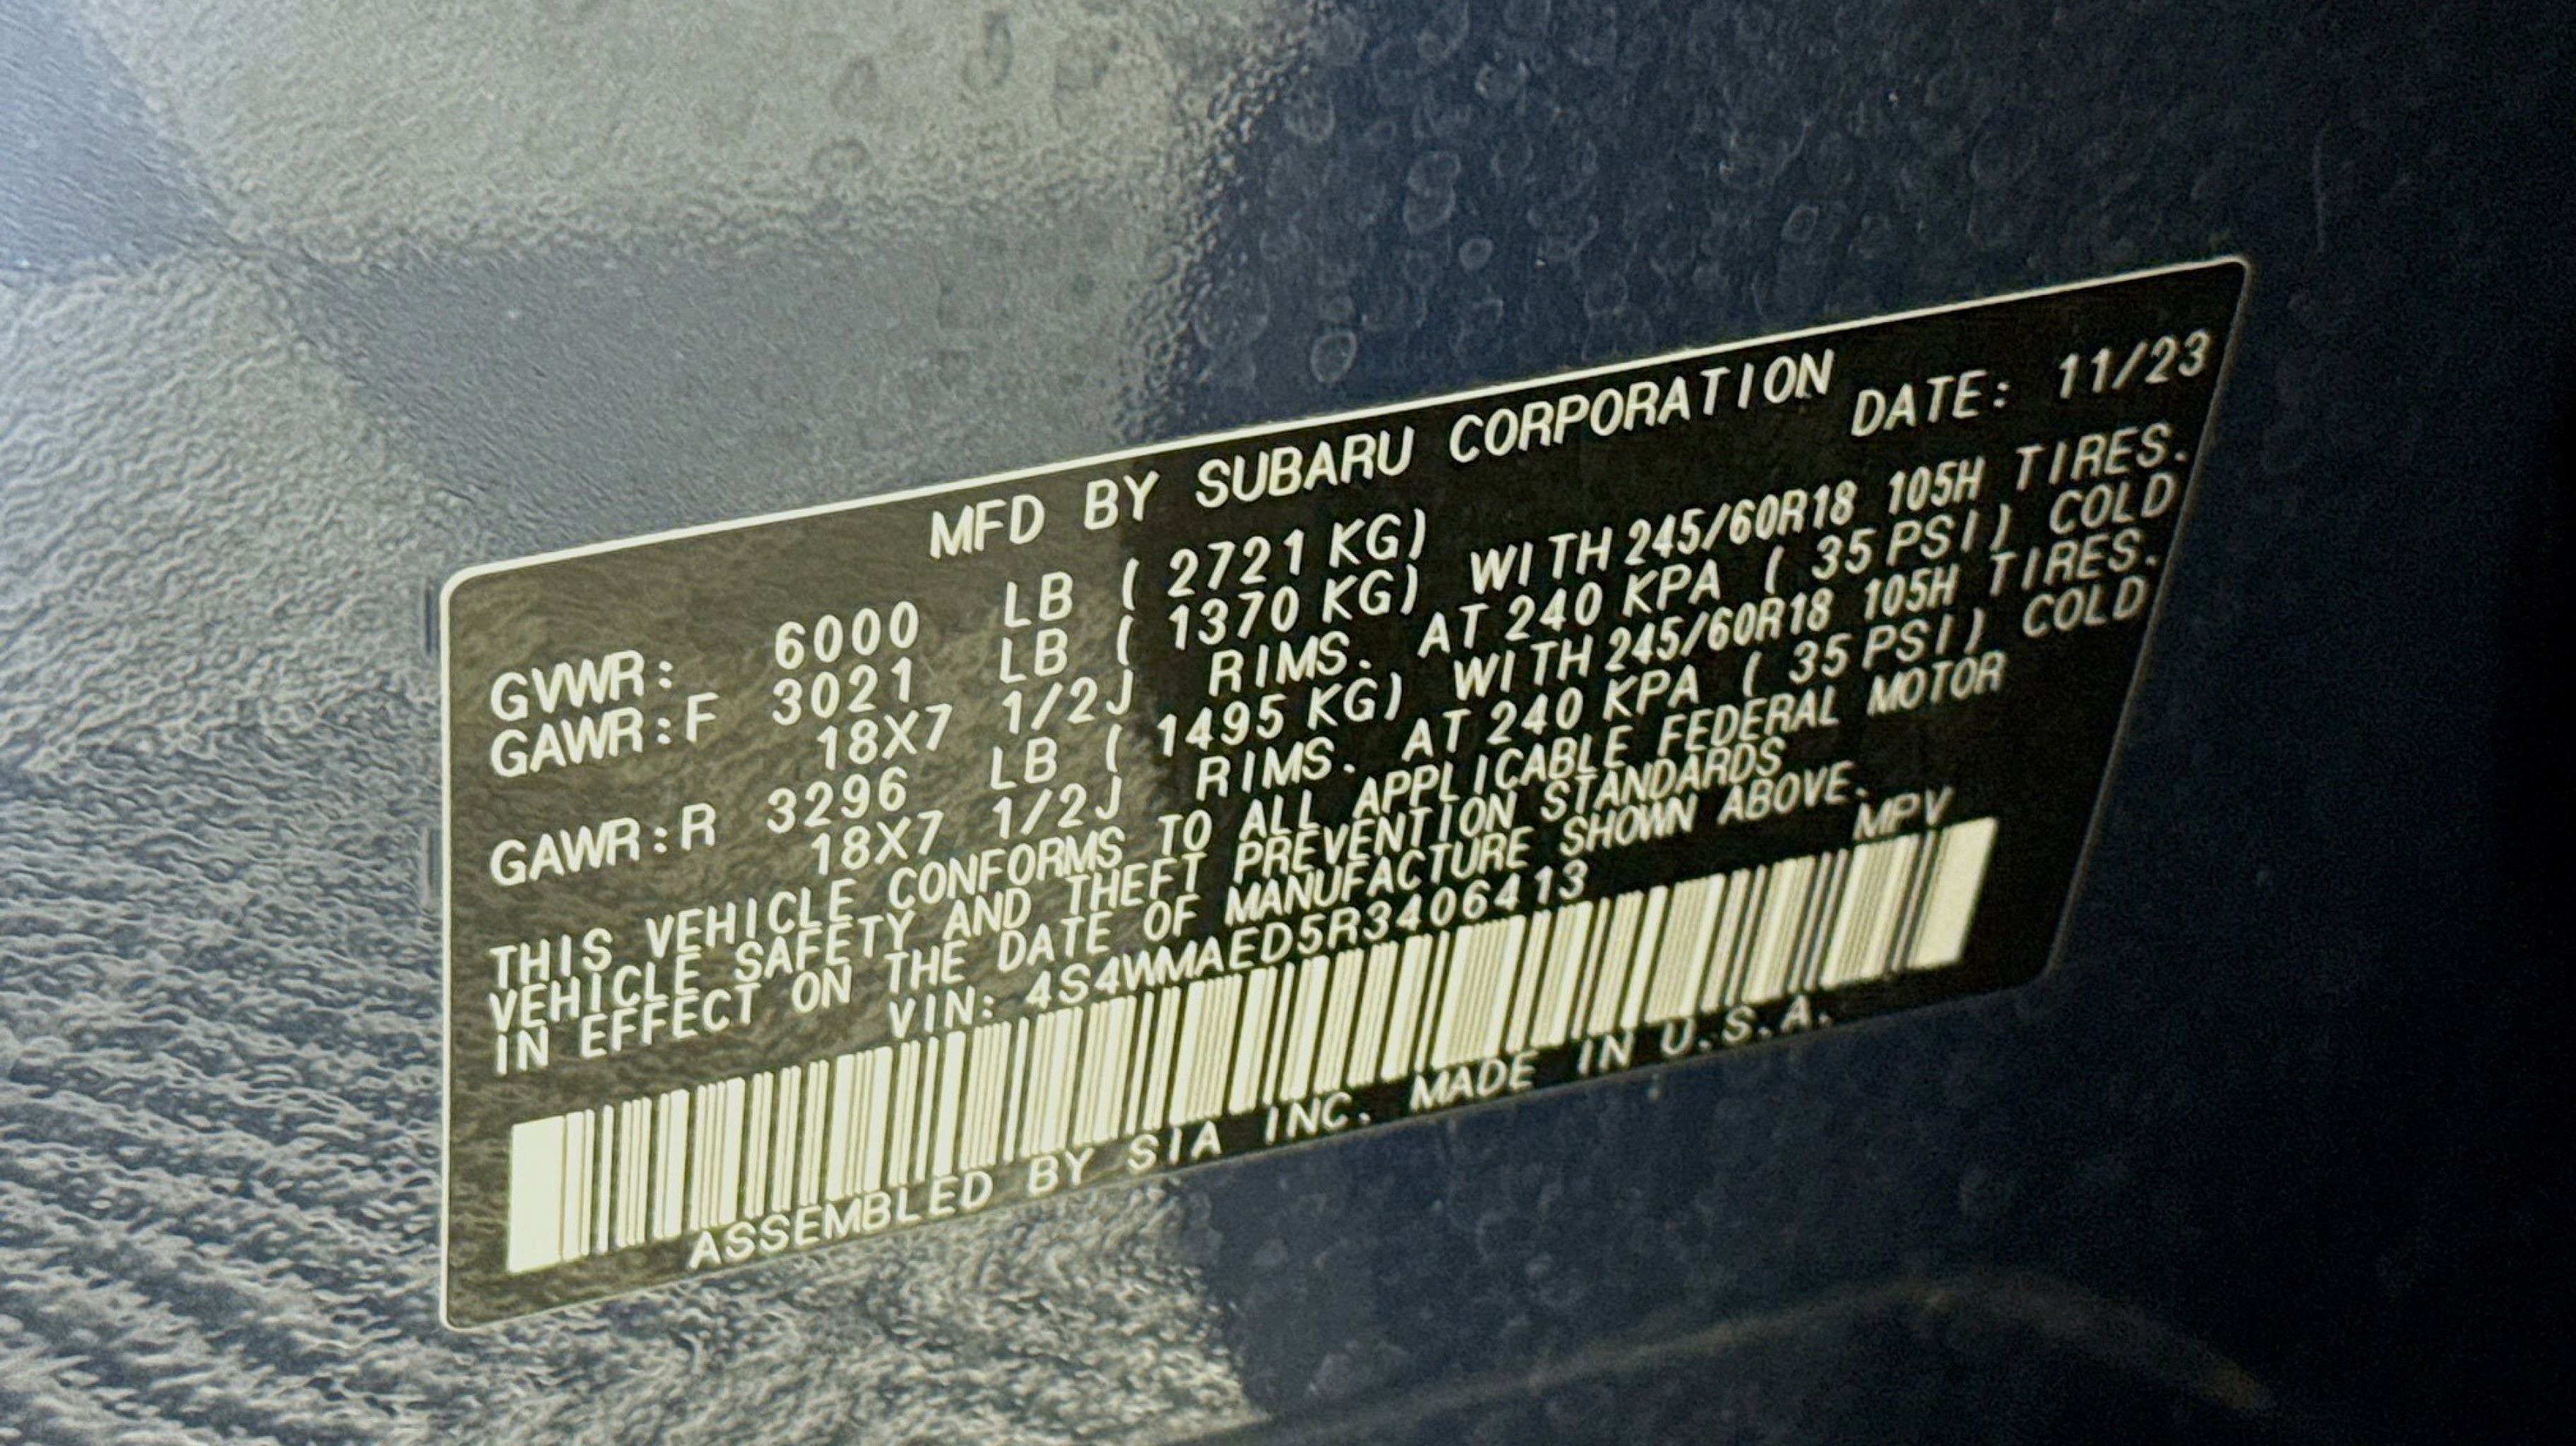 MFD BY SUBARU CORPORATION
DATE: 11/23
GVWR: 6000 LB ( 2721 KG)
GAWR:F 3021 LB ( 1370 KG) WITH 245/60R18 105H TIRES.
18X7 1/2J RIMS. AT 240 KPA ( 35 PSI) COLD
GAWR:R 3296 LB ( 1495 KG) WITH 245/60R18 105H TIRES.
18X7 1/2J RIMS. AT 240 KPA ( 35 PSI) COLD
THIS VEHICLE CONFORMS TO ALL APPLICABLE FEDERAL MOTOR
VEHICLE SAFETY AND THEFT PREVENTION STANDARDS
IN EFFECT ON THE DATE OF MANUFACTURE SHOWN ABOVE.
VIN: 4S4WMAED5R3406413 MPV
ASSEMBLED BY SIA INC. MADE IN U.S.A.